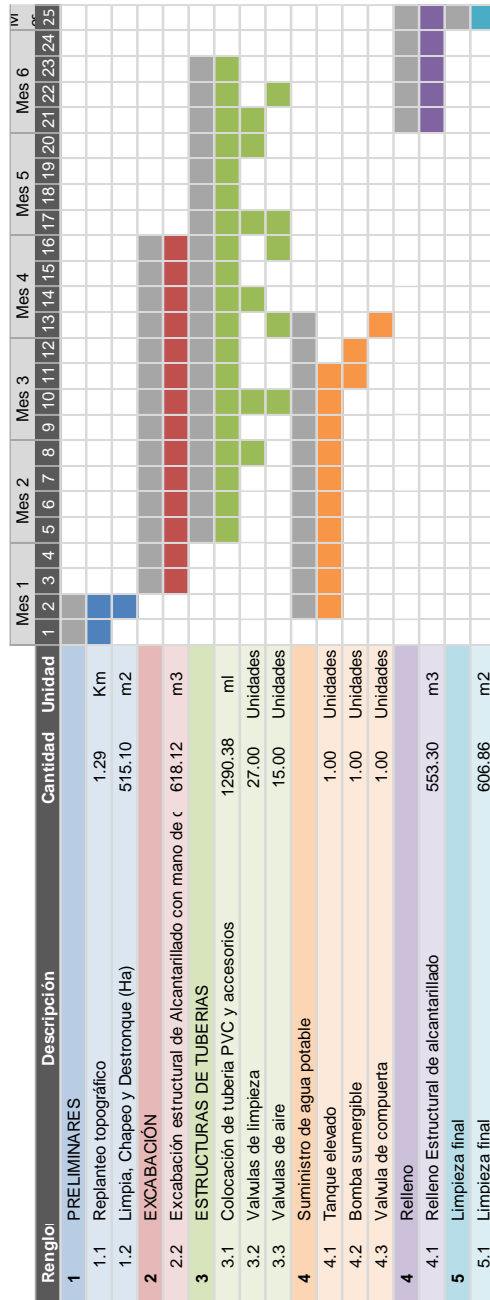 Mes 1 Mes 2 Mes 3 Mes 4 Mes 5 Mes 6
Renglo Descripción Cantidad Unidad 1 2 3 4 5 6 7 8 9 10 11 12 13 14 15 16 17 18 19 20 21 22 23 24 25
1 PRELIMINARES
1.1 Replanteo topográfico 1.29 Km
1.2 Limpia, Chapeo y Destronque (Ha) 515.10 m2
2 EXCABACIÓN
2.2 Excabación estructural de Alcantarillado con mano de 618.12 m3
3 ESTRUCTURAS DE TUBERIAS
3.1 Colocación de tuberia PVC y accesorios 1290.38 ml
3.2 Valvulas de limpieza 27.00 Unidades
3.3 Valvulas de aire 15.00 Unidades
4 Suministro de agua potable
4.1 Tanque elevado 1.00 Unidades
4.2 Bomba sumergible 1.00 Unidades
4.3 Valvula de compuerta 1.00 Unidades
4 Relleno
4.1 Relleno Estructural de alcantarillado 553.30 m3
5 Limpieza final
5.1 Limpieza final 606.86 m2